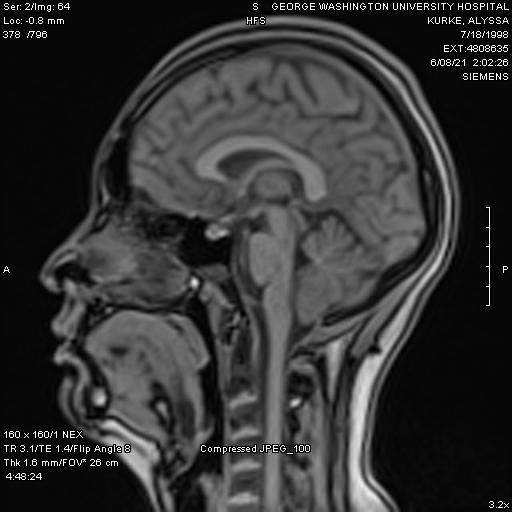 Ser: 2/Img: 64
Loc: -0.8 mm
378 /796
S GEORGE WASHINGTON UNIVERSITY HOSPITAL
HFS
KURKE, ALYSSA
7/18/1998
EXT:4808635
6/08/21 2:02:26
SIEMENS
A
P
160 x 160/1 NEX
TR 3.1/TE 1.4/Flip Angle 8
Thk 1.6 mm/FOV* 26 cm
4:48:24
Compressed JPEG_100
3.2x